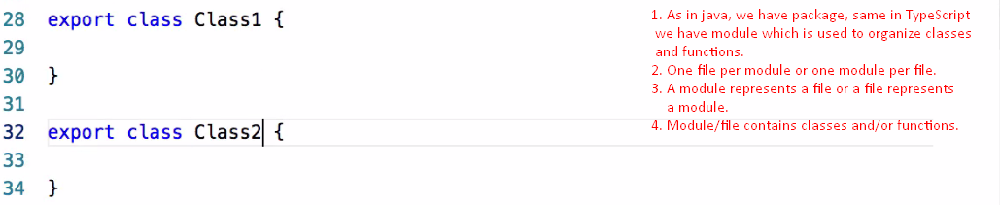 28 export class Class1 {
29
30 }
31
32 export class Class2 {
33
34 }
1. As in java, we have package, same in TypeScript
we have module which is used to organize classes
and functions.
2. One file per module or one module per file.
3. A module represents a file or a file represents
a module.
4. Module/file contains classes and/or functions.